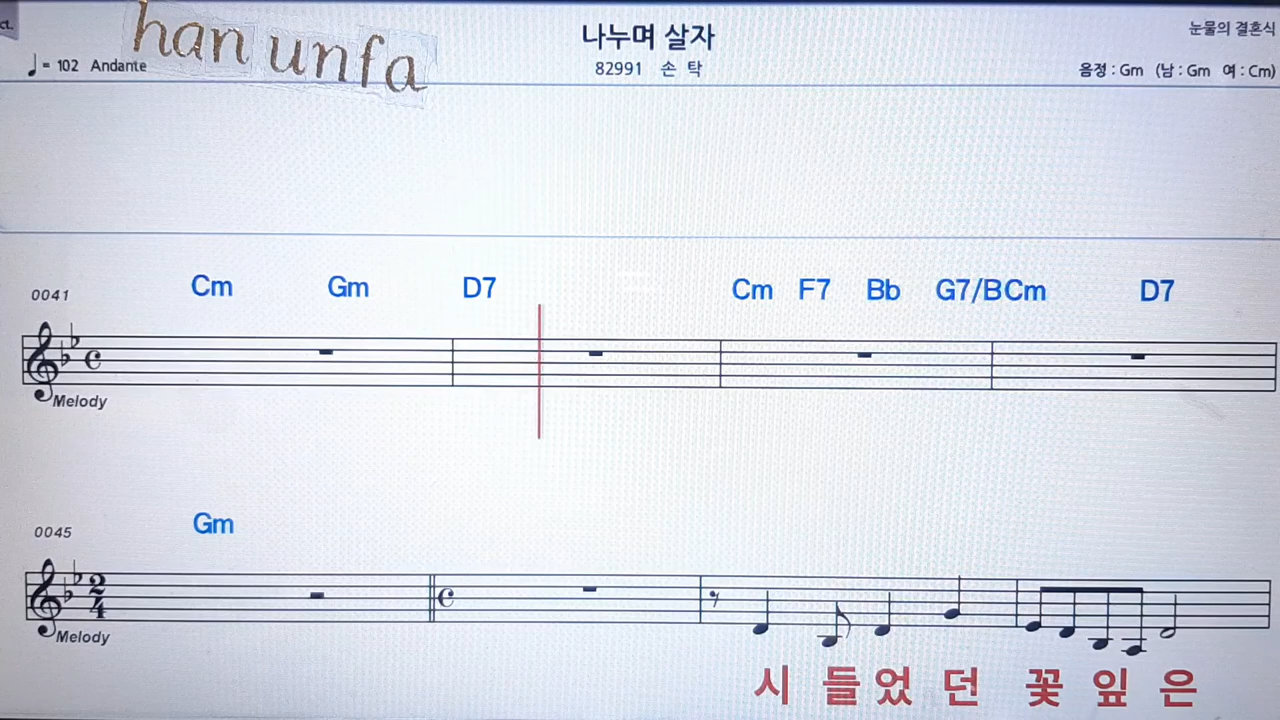 ct.
han unfa
나누며 살자
눈물의 결혼식
♩ = 102 Andante
82991 손 탁
음정 : Gm (남 : Gm 여 : Cm)
Cm Gm D7 Cm F7 Bb G7/B Cm D7
0041
Melody
Gm
0045
Melody
시 들 었 던 꽃 잎 은